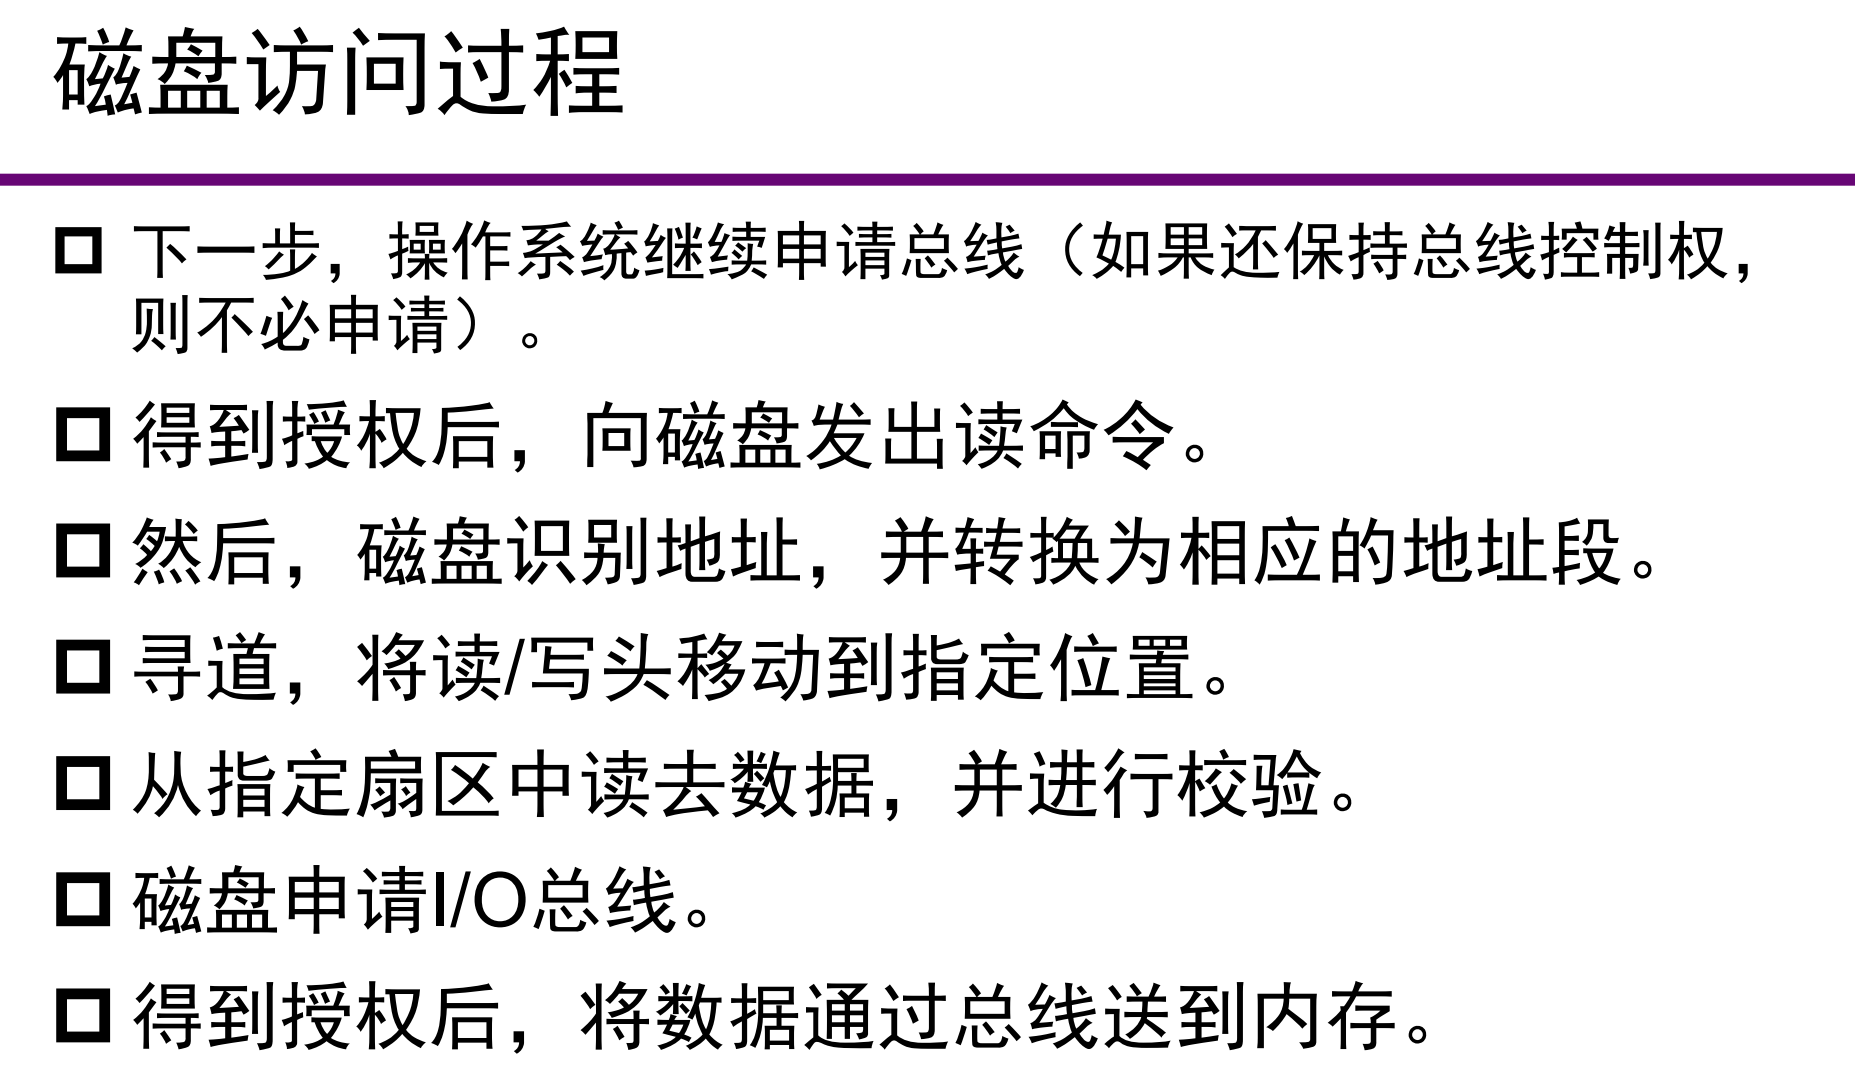 磁盘访问过程
下一步，操作系统继续申请总线（如果还保持总线控制权，
则不必申请）。
得到授权后，向磁盘发出读命令。
然后，磁盘识别地址，并转换为相应的地址段。
寻道，将读/写头移动到指定位置。
从指定扇区中读去数据，并进行校验。
磁盘申请I/O总线。
得到授权后，将数据通过总线送到内存。